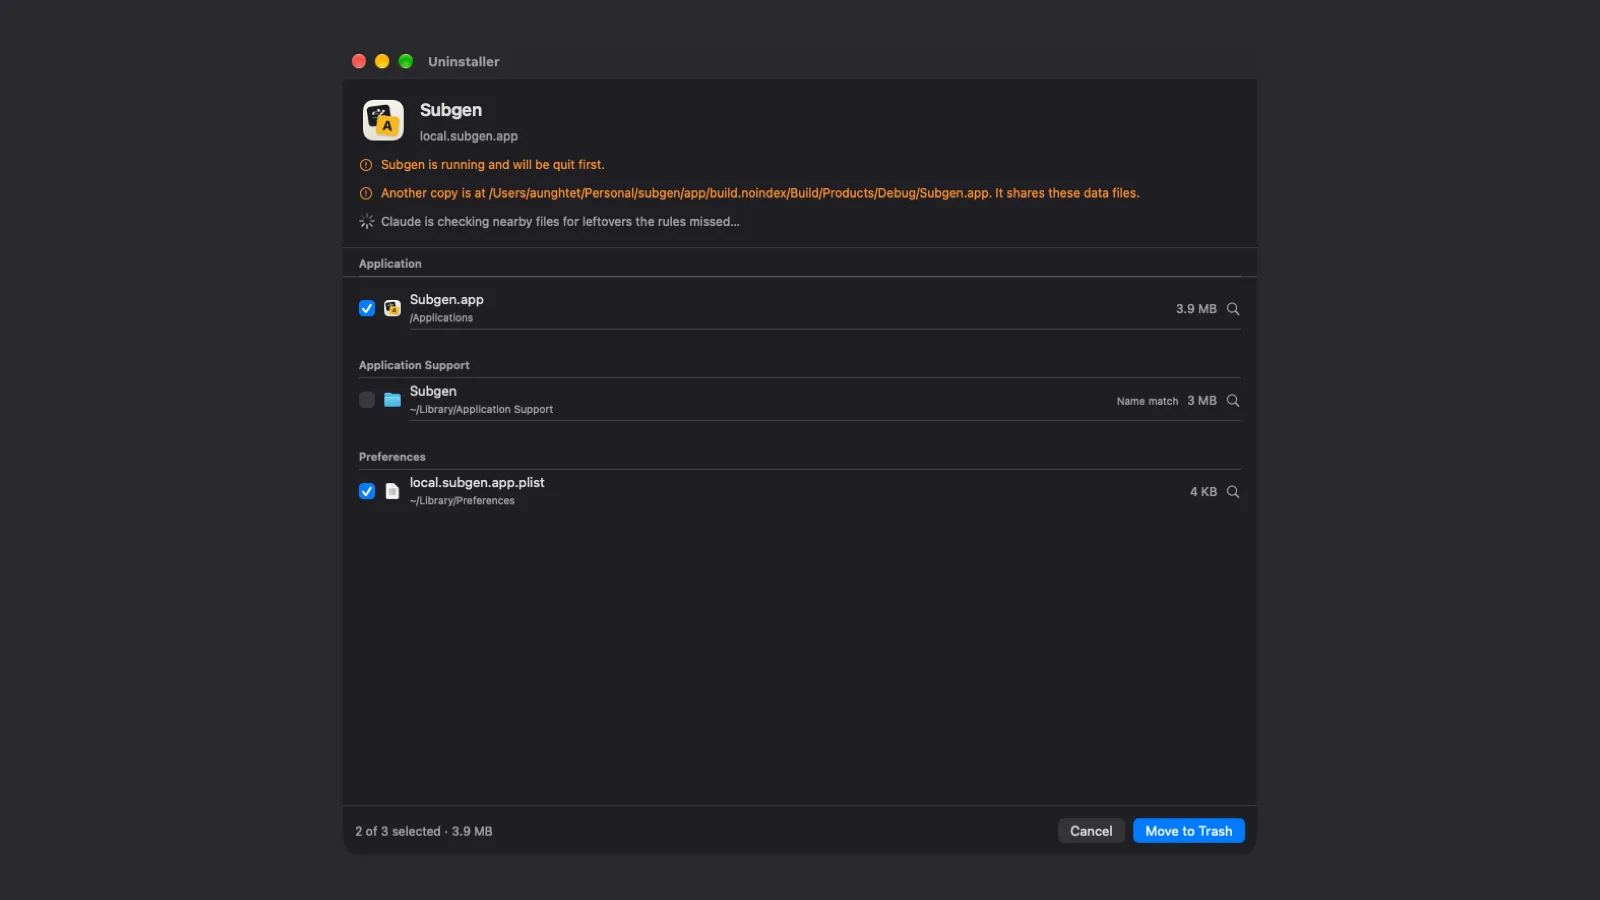 Uninstaller
Subgen
local.subgen.app
Subgen is running and will be quit first.
Another copy is at /Users/aunghtet/Personal/subgen/app/build.noindex/Build/Products/Debug/Subgen.app. It shares these data files.
Claude is checking nearby files for leftovers the rules missed...
Application
Subgen.app
/Applications
3.9 MB
Application Support
Subgen
~/Library/Application Support
Name match 3 MB
Preferences
local.subgen.app.plist
~/Library/Preferences
4 KB
2 of 3 selected · 3.9 MB
Cancel
Move to Trash